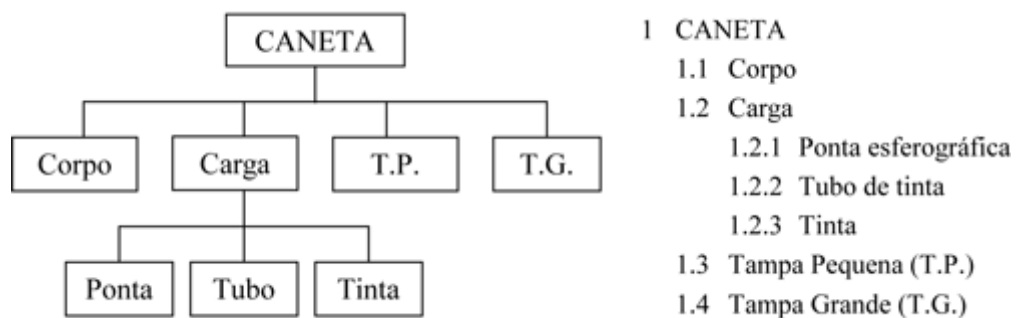 CANETA
Corpo Carga T.P. T.G.
Ponta Tubo Tinta
1 CANETA
1.1 Corpo
1.2 Carga
1.2.1 Ponta esferográfica
1.2.2 Tubo de tinta
1.2.3 Tinta
1.3 Tampa Pequena (T.P.)
1.4 Tampa Grande (T.G.)